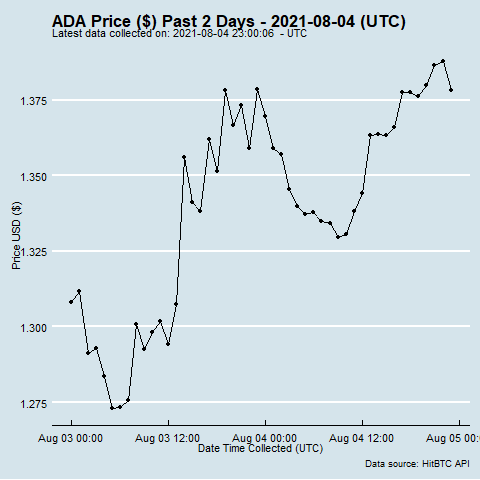 ADA Price ($) Past 2 Days - 2021-08-04 (UTC)
Latest data collected on: 2021-08-04 23:00:06 - UTC
1.375
1.350
1.325
1.300
1.275
Price USD ($)
Aug 03 00:00 Aug 03 12:00 Aug 04 00:00 Aug 04 12:00 Aug 05 00:0
Date Time Collected (UTC)
Data source: HitBTC API